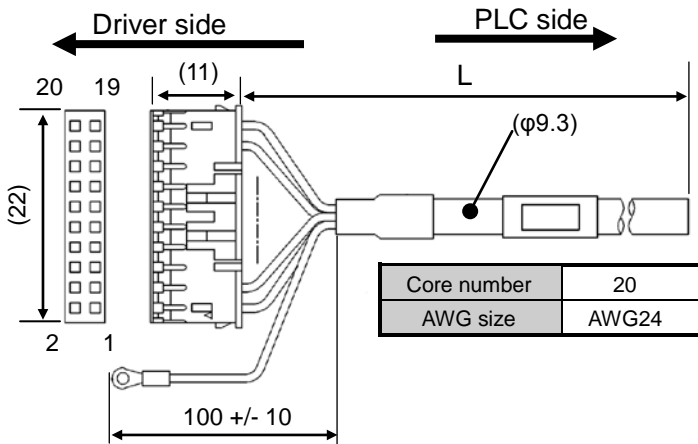 Driver side
PLC side
20 19
(11)
L
(φ9.3)
(22)
Core number 20
AWG size AWG24
2 1
100 +/- 10